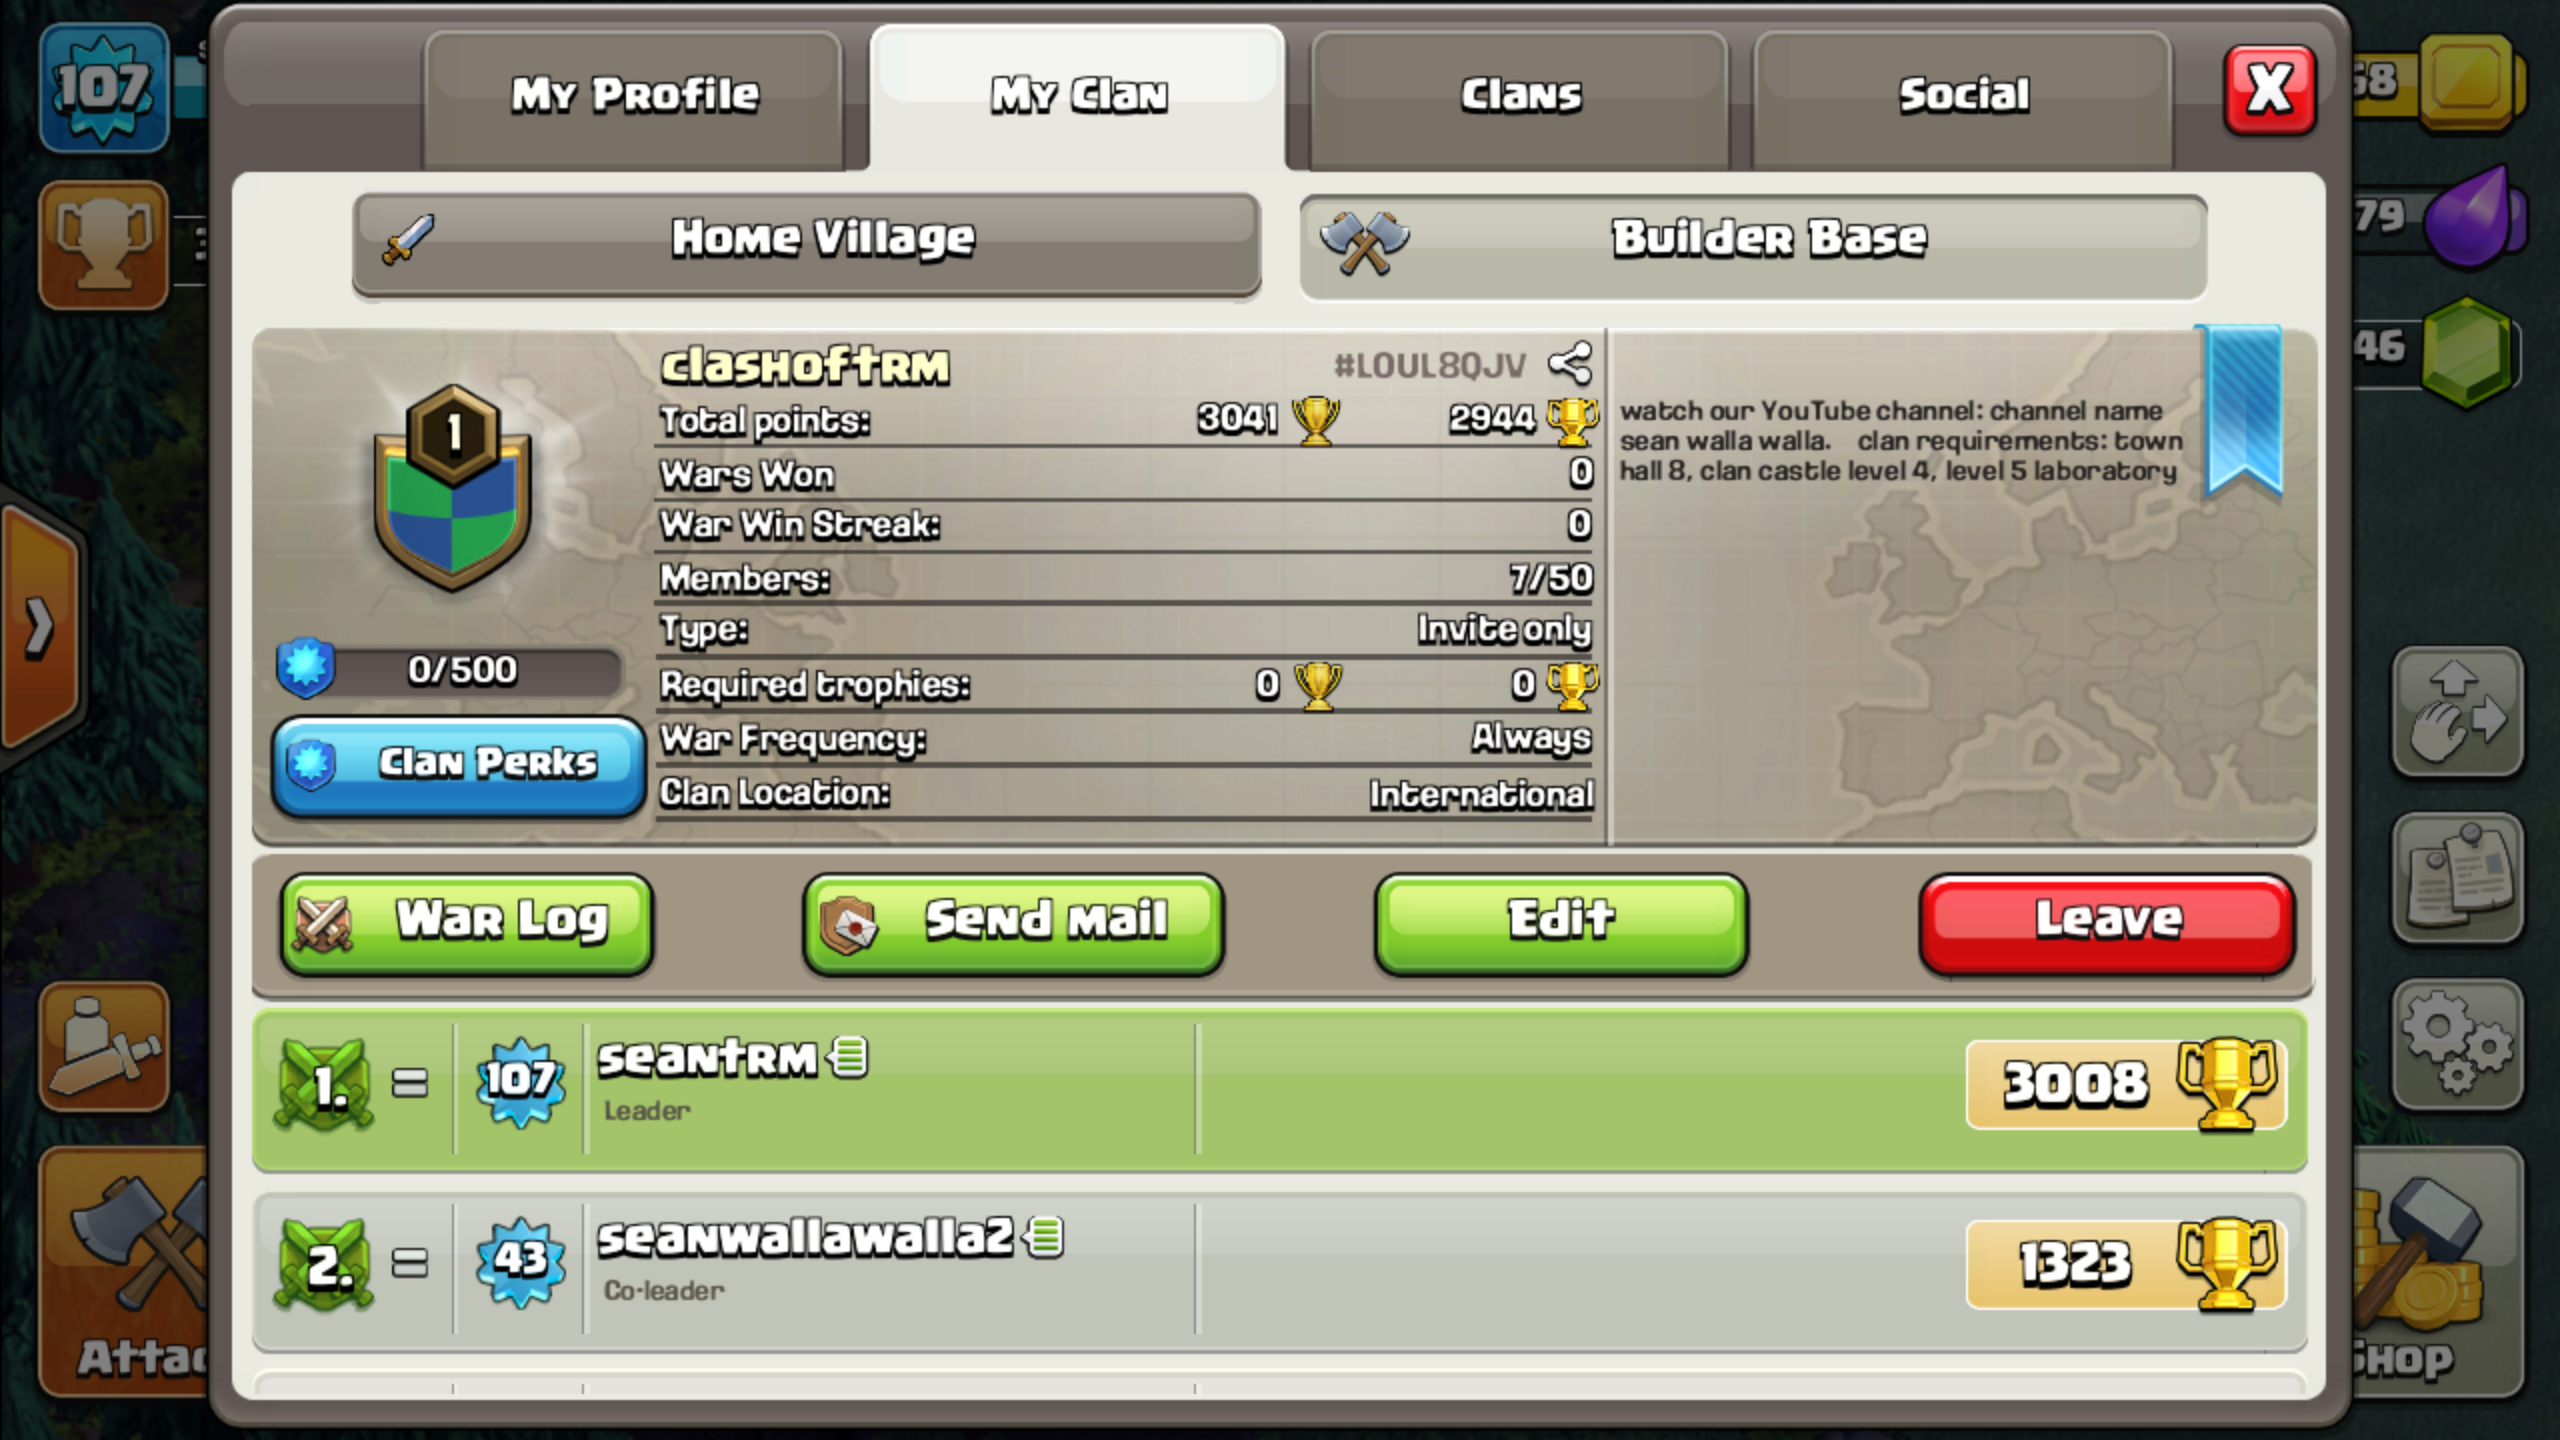 107
My Profile
My Clan
Clans
Social
X
58
Home Village
Builder Base
79
46
1
clashoftrm
#LOUL8QJV
Total points: 3041 2944
Wars Won 0
War Win Streak: 0
Members: 7/50
Type: Invite only
Required trophies: 0 0
War Frequency: Always
Clan Location: International
watch our YouTube channel: channel name
sean walla walla. clan requirements: town
hall 8, clan castle level 4, level 5 laboratory
0/500
Clan Perks
War Log
Send Mail
Edit
Leave
1. = 107 seantrm 3008
Leader
2. = 43 seanwallawalla2 1323
Co-leader
Attac
Shop